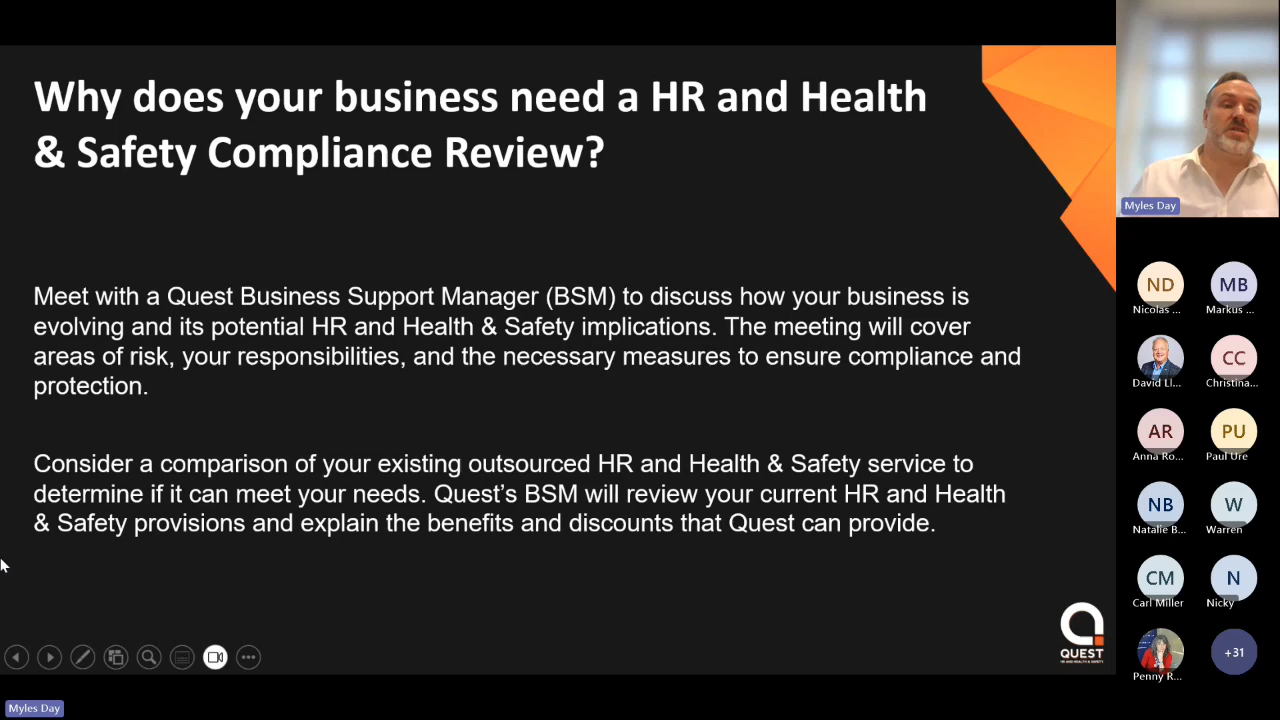 Why does your business need a HR and Health
& Safety Compliance Review?
Meet with a Quest Business Support Manager (BSM) to discuss how your business is
evolving and its potential HR and Health & Safety implications. The meeting will cover
areas of risk, your responsibilities, and the necessary measures to ensure compliance and
protection.
Consider a comparison of your existing outsourced HR and Health & Safety service to
determine if it can meet your needs. Quest’s BSM will review your current HR and Health
& Safety provisions and explain the benefits and discounts that Quest can provide.
QUEST
HR AND HEALTH & SAFETY
Myles Day
ND
Nicolas ...
MB
Markus ...
David Ll...
CC
Christina...
AR
Anna Ro...
PU
Paul Ure
NB
Natalie B...
W
Warren
CM
Carl Miller
N
Nicky
Penny R...
+31
Myles Day